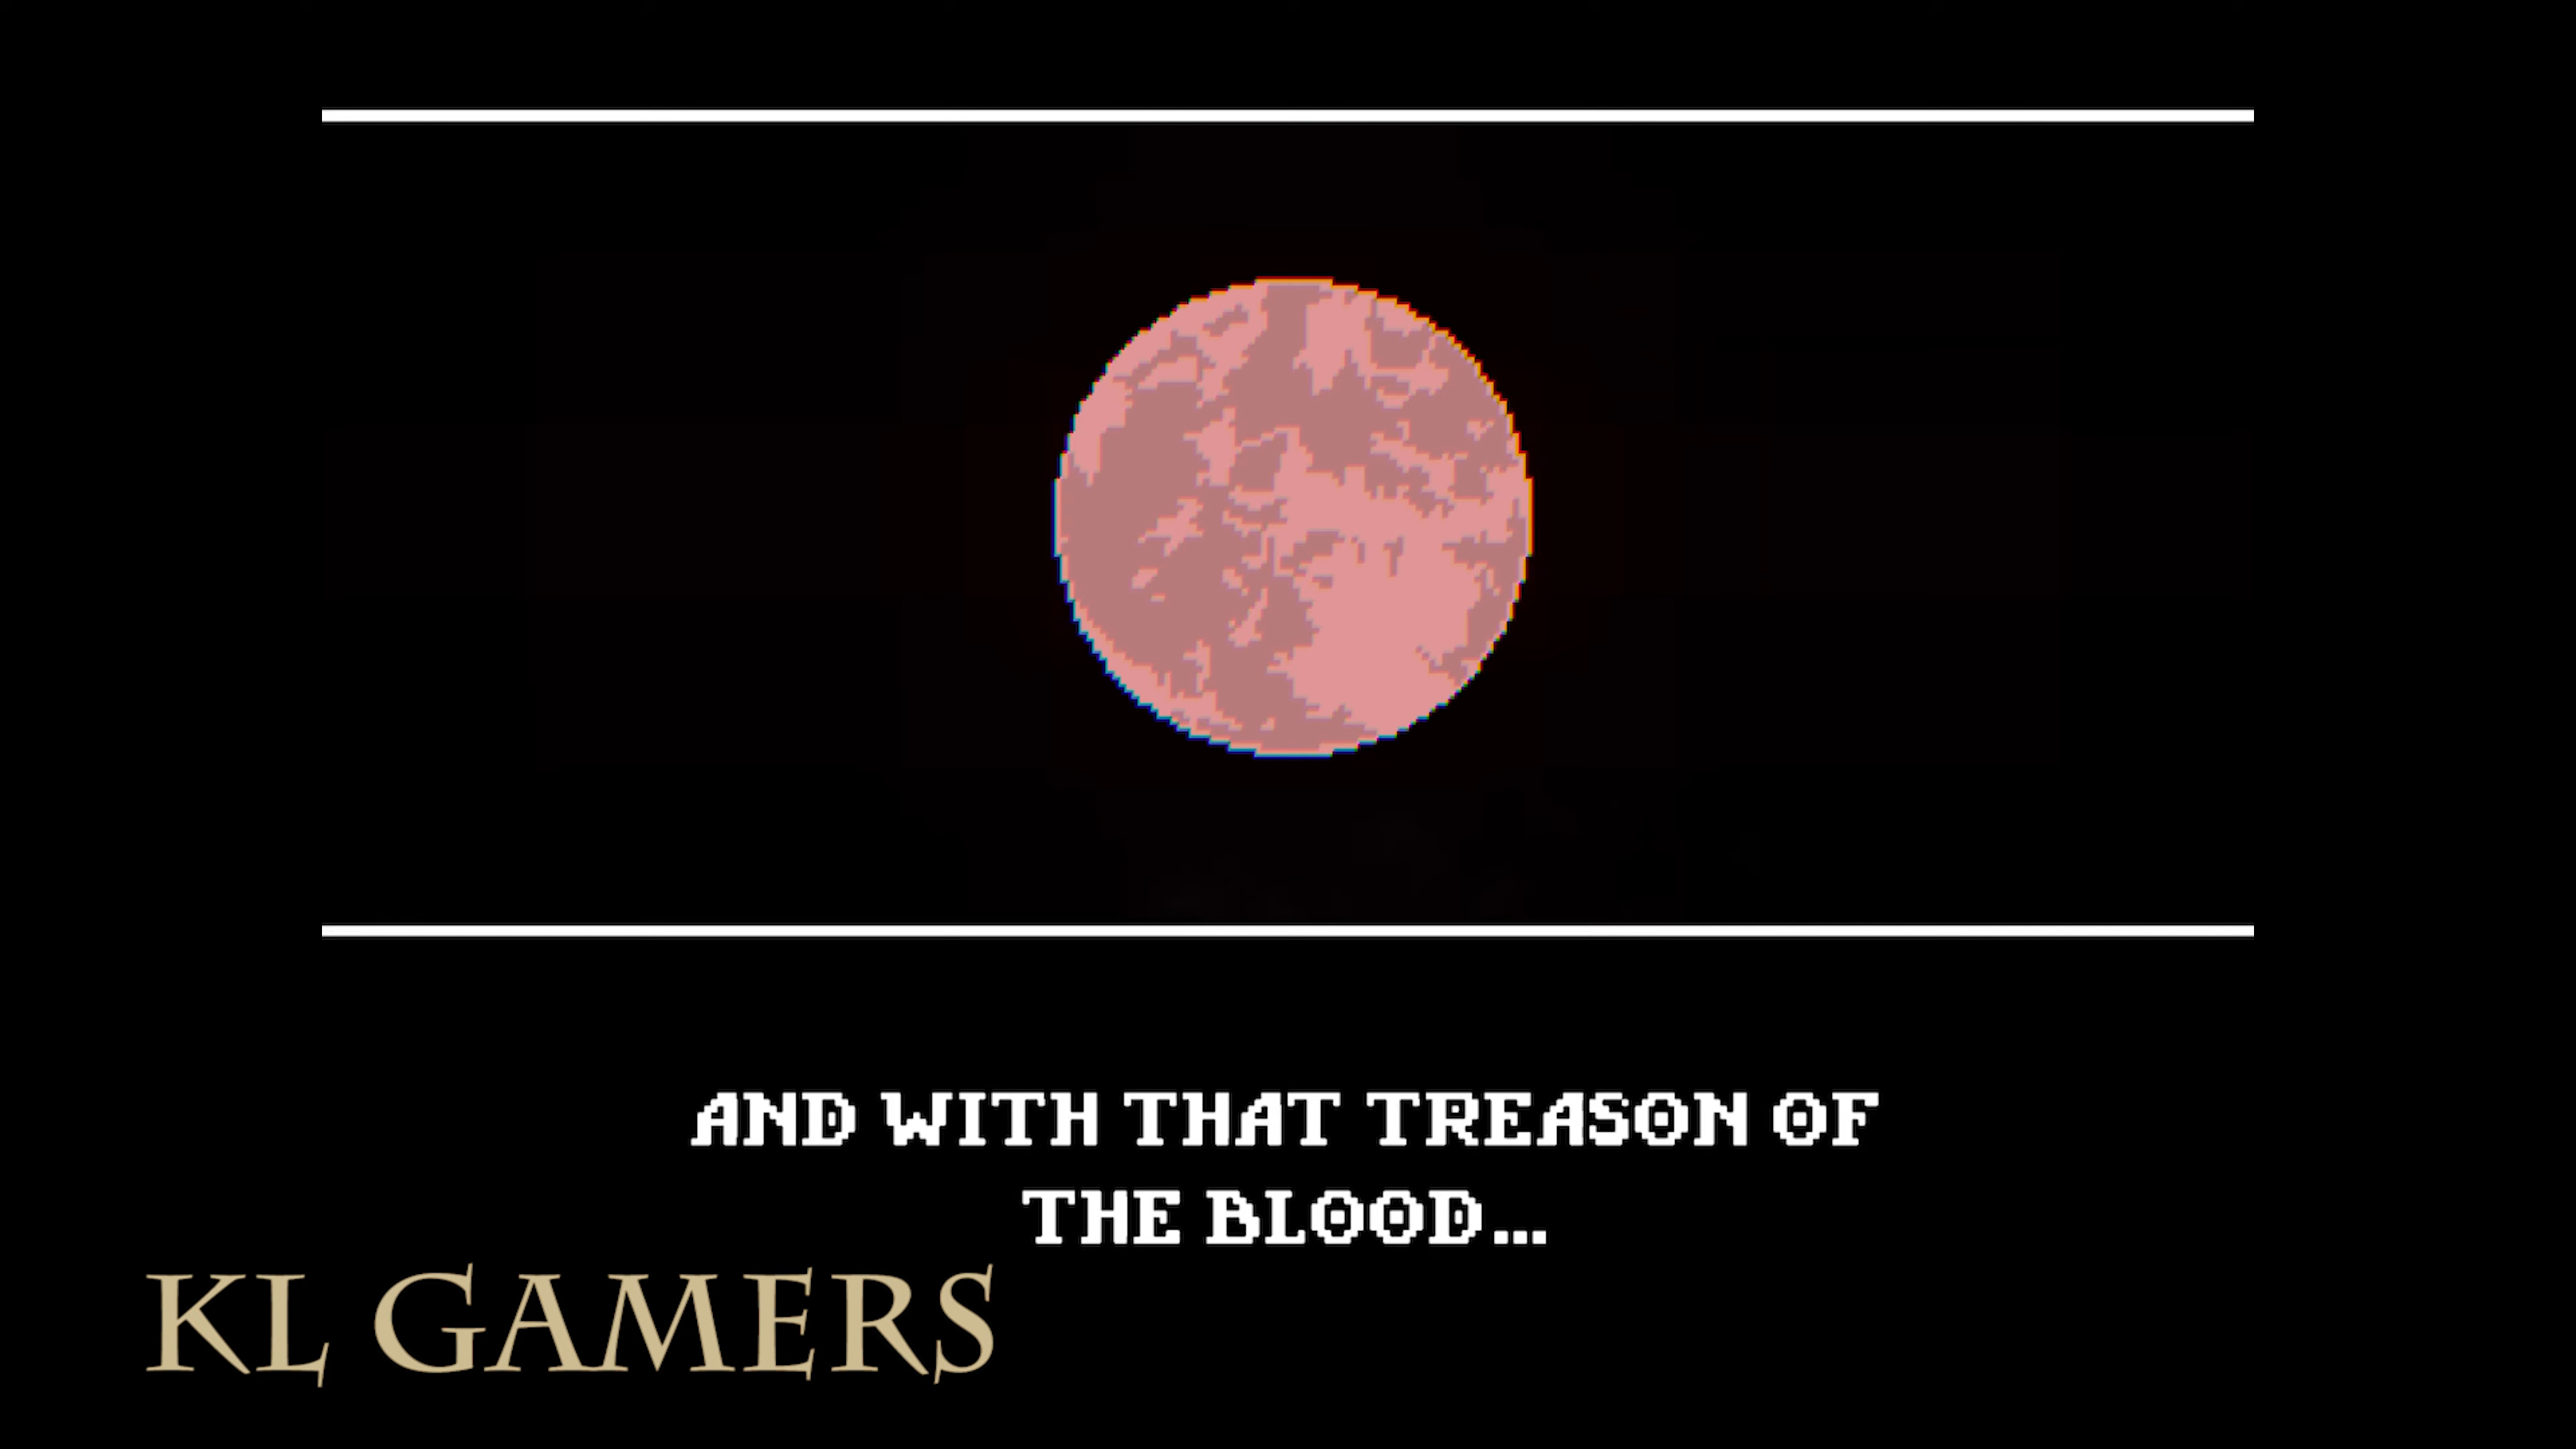 AND WITH THAT TREASON OF
THE BLOOD...
KL GAMERS